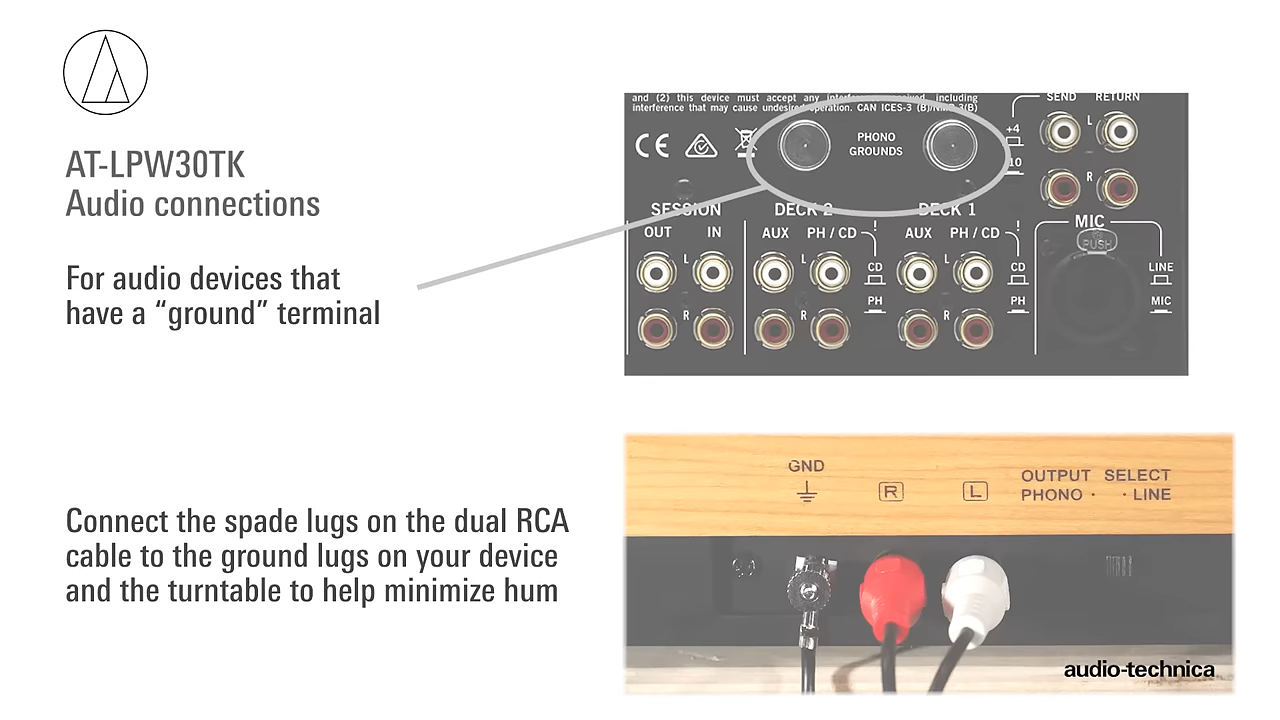 AT-LPW30TK
Audio connections
For audio devices that
have a “ground” terminal
Connect the spade lugs on the dual RCA
cable to the ground lugs on your device
and the turntable to help minimize hum
and (2) this device must accept any including
interference that may cause undesired operation. CAN ICES-3
PHONO
GROUNDS
SEND RETURN
+4
10
L
R
SESSION DECK 2 DECK 1 MIC
OUT IN AUX PH / CD AUX PH / CD PUSH
L L L CD CD LINE
R R R PH PH MIC
GND R L OUTPUT SELECT
PHONO · · LINE
audio-technica